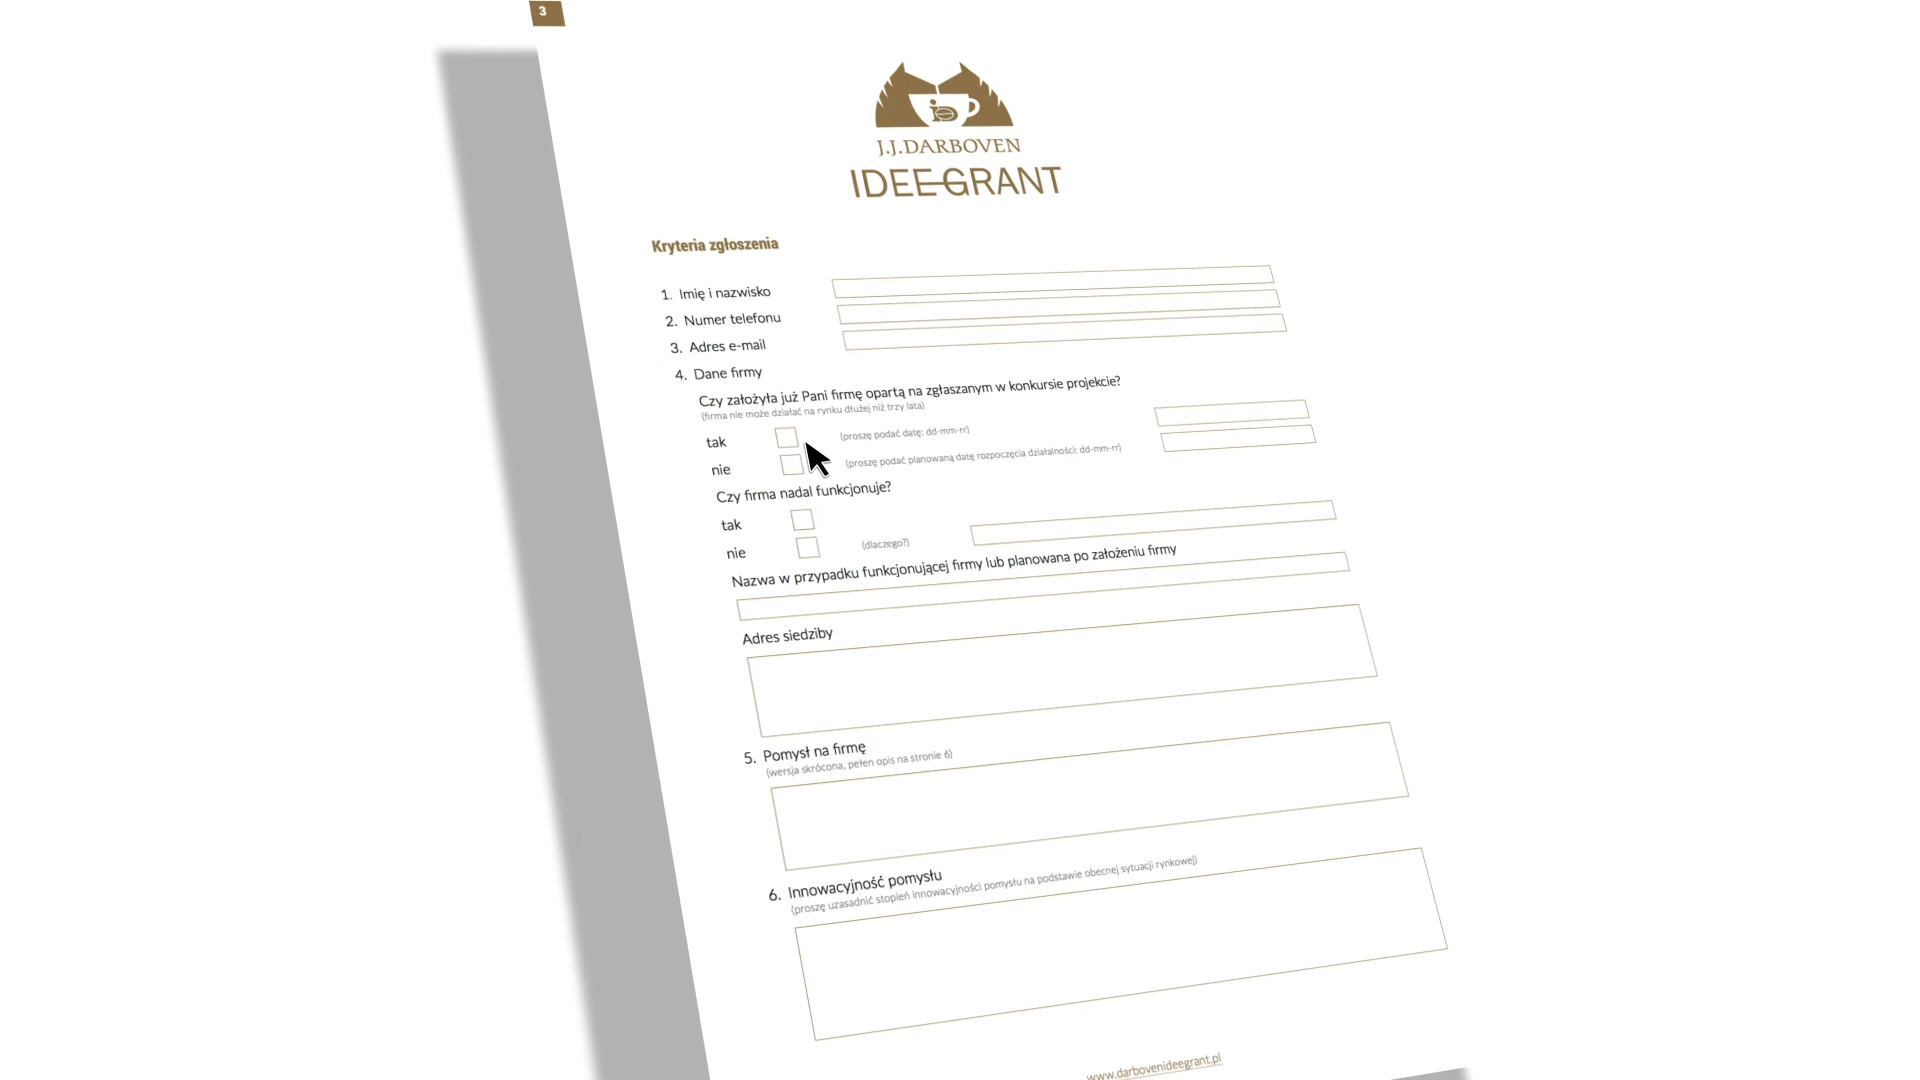 3
J.J.DARBOVEN
IDEE GRANT
Kryteria zgłoszenia
1. Imię i nazwisko
2. Numer telefonu
3. Adres e-mail
4. Dane firmy
Czy założyła już Pani firmę opartą na zgłaszanym w konkursie projekcie?
(firma nie może działać na rynku dłużej niż trzy lata)
tak (proszę podać datę: dd-mm-rr)
nie (proszę podać planowaną datę rozpoczęcia działalności: dd-mm-rr)
Czy firma nadal funkcjonuje?
tak
nie (dlaczego?)
Nazwa w przypadku funkcjonującej firmy lub planowana po założeniu firmy
Adres siedziby
5. Pomysł na firmę
(wersja skrócona, pełen opis na stronie 6)
6. Innowacyjność pomysłu
(proszę uzasadnić stopień innowacyjności pomysłu na podstawie obecnej sytuacji rynkowej)
www.darbovenideegrant.pl